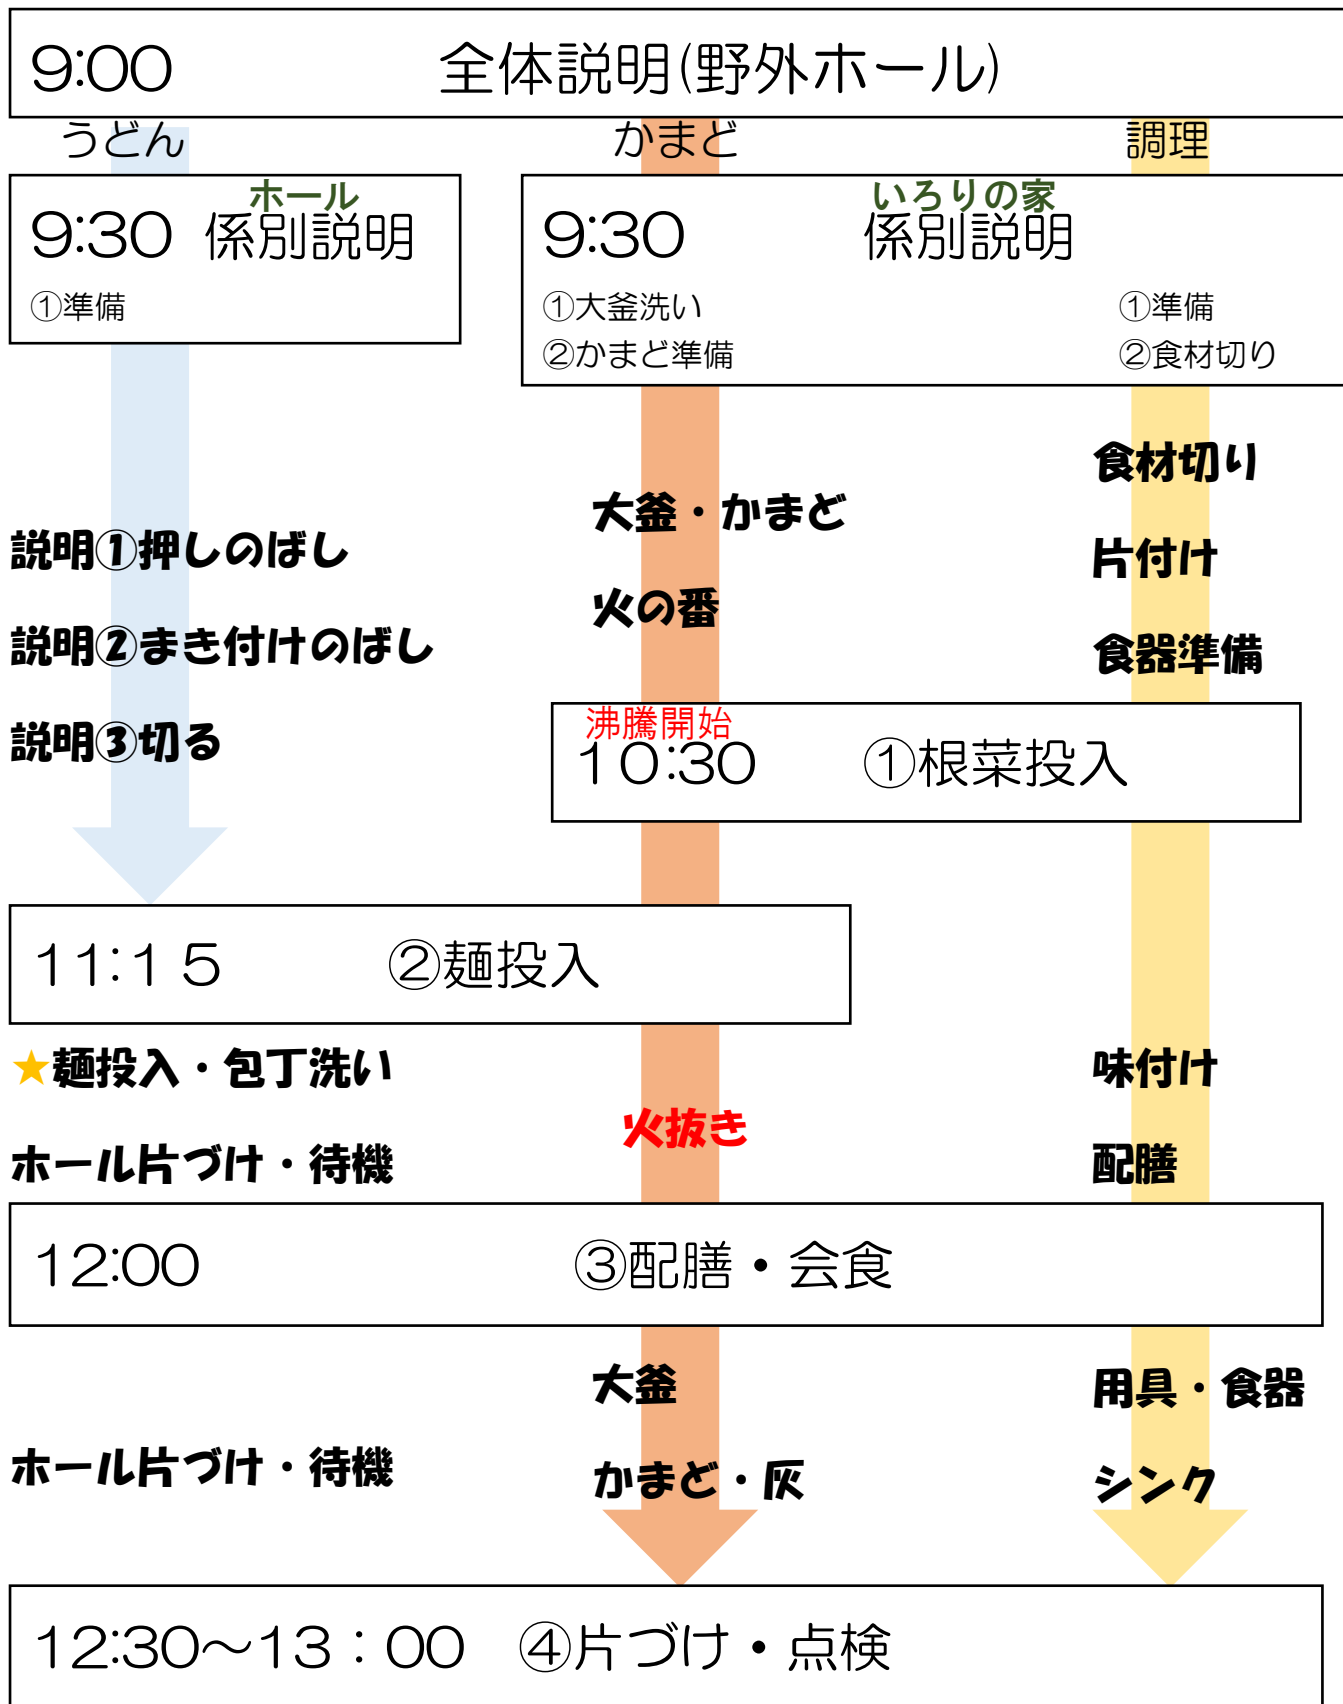 9:00 全体説明(野外ホール)
うどん かまど 調理
ホール
9:30 係別説明
①準備
いろりの家
9:30 係別説明
①大釜洗い ①準備
②かまど準備 ②食材切り
食材切り
大釜・かまど
説明①押しのばし
片付け
火の番
説明②まき付けのばし
食器準備
説明③切る
沸騰開始
10:30 ①根菜投入
11:15 ②麺投入
★麺投入・包丁洗い
味付け
火抜き
ホール片づけ・待機
配膳
12:00 ③配膳・会食
大釜
用具・食器
ホール片づけ・待機
かまど・灰
シンク
12:30～13：00 ④片づけ・点検